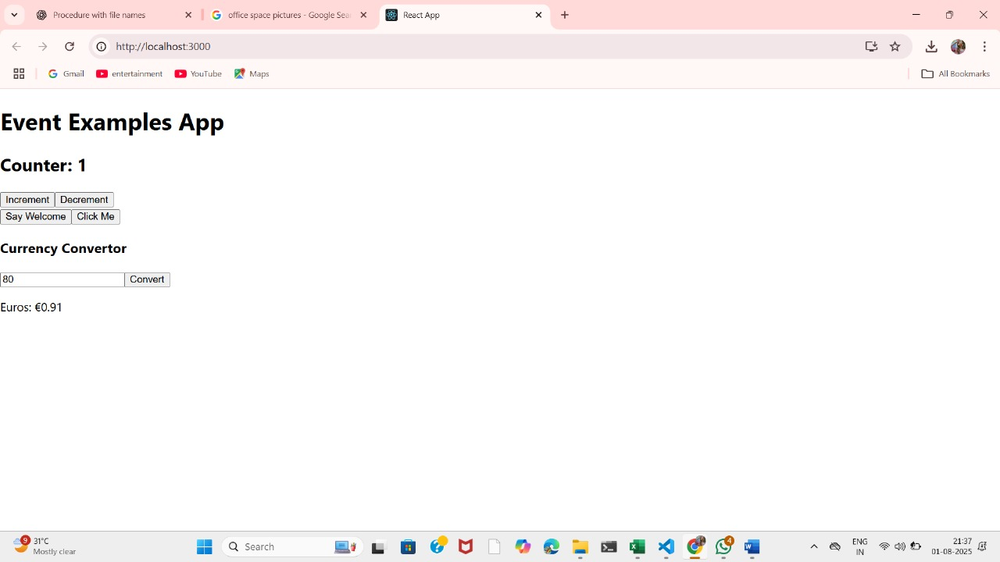 Procedure with file names
office space pictures - Google Sea
React App
http://localhost:3000
Gmail
entertainment
YouTube
Maps
All Bookmarks
Event Examples App
Counter: 1
Increment Decrement
Say Welcome Click Me
Currency Convertor
80 Convert
Euros: €0.91
9
31°C
Mostly clear
Search
4
ENG
IN
21:37
01-08-2025